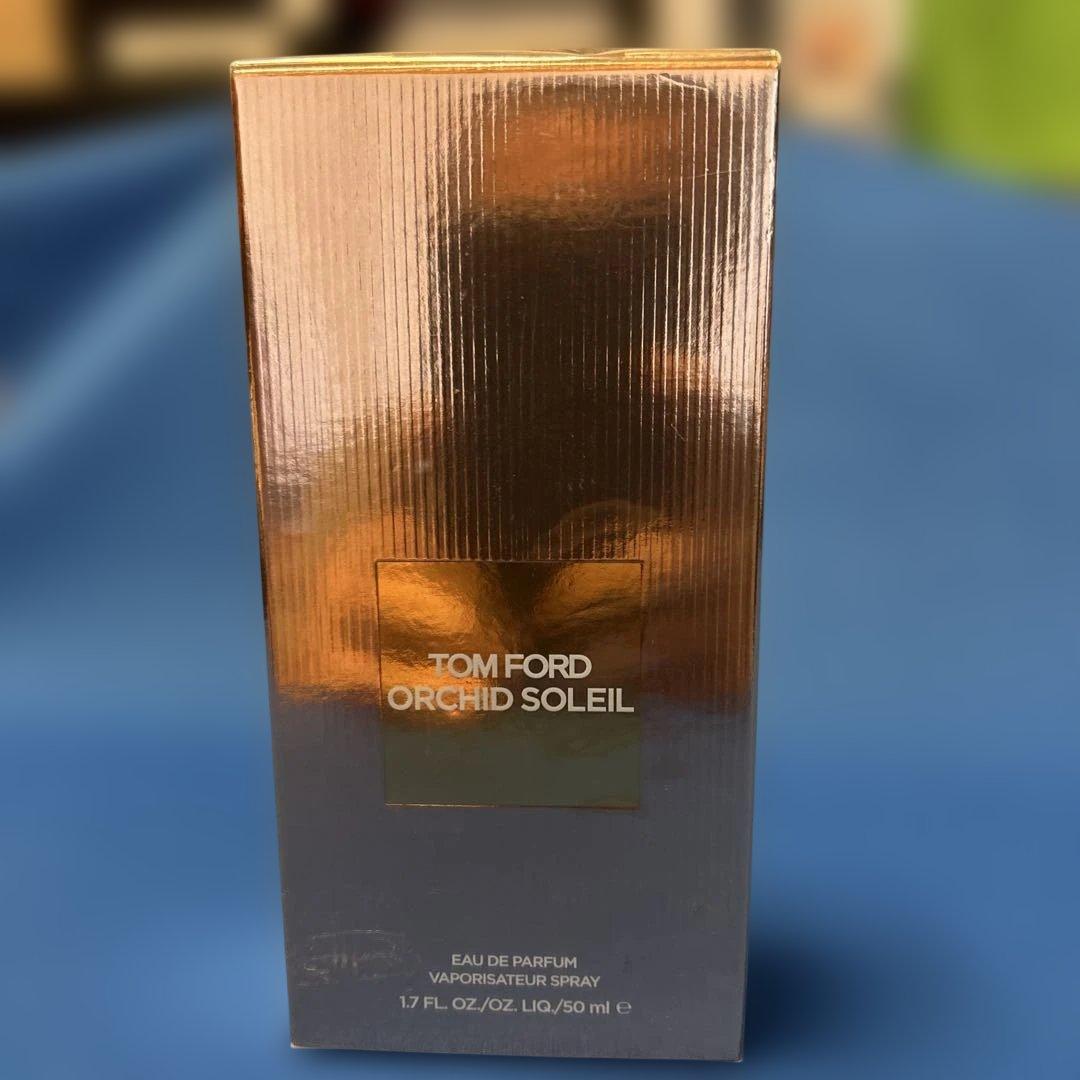 TOM FORD
ORCHID SOLEIL
EAU DE PARFUM
VAPORISATEUR SPRAY
1.7 FL. OZ./OZ. LIQ./50 ml ℮